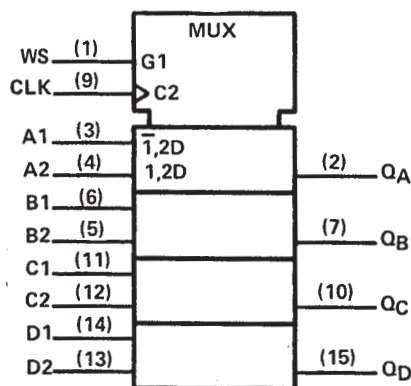 MUX
WS (1) G1
CLK (9) C2
A1 (3) 1̅,2D
A2 (4) 1,2D (2) QA
B1 (6)
B2 (5) (7) QB
C1 (11)
C2 (12) (10) QC
D1 (14)
D2 (13) (15) QD